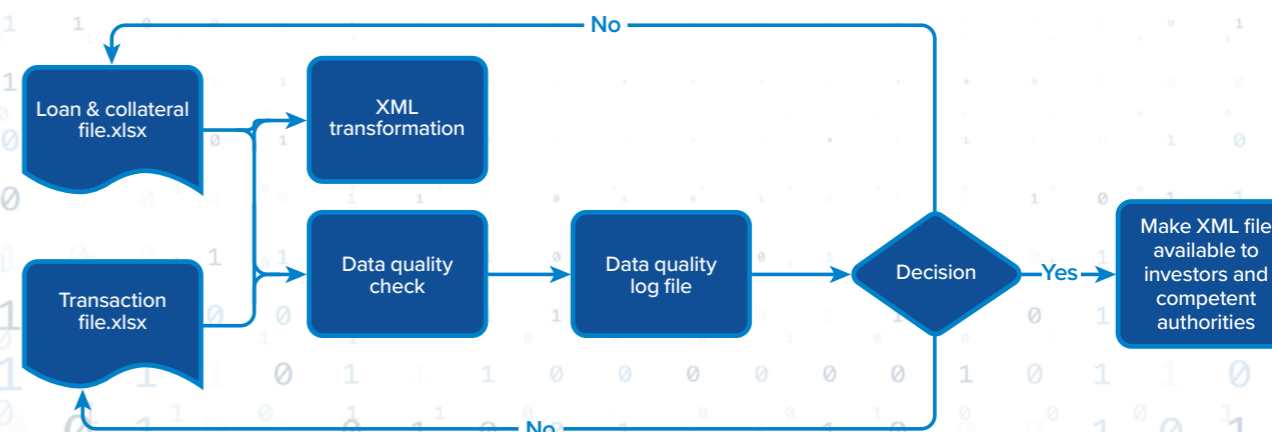 No
Loan & collateral
file.xlsx
XML
transformation
Transaction
file.xlsx
Data quality
check
Data quality
log file
Decision
Yes
Make XML file
available to
investors and
competent
authorities
No